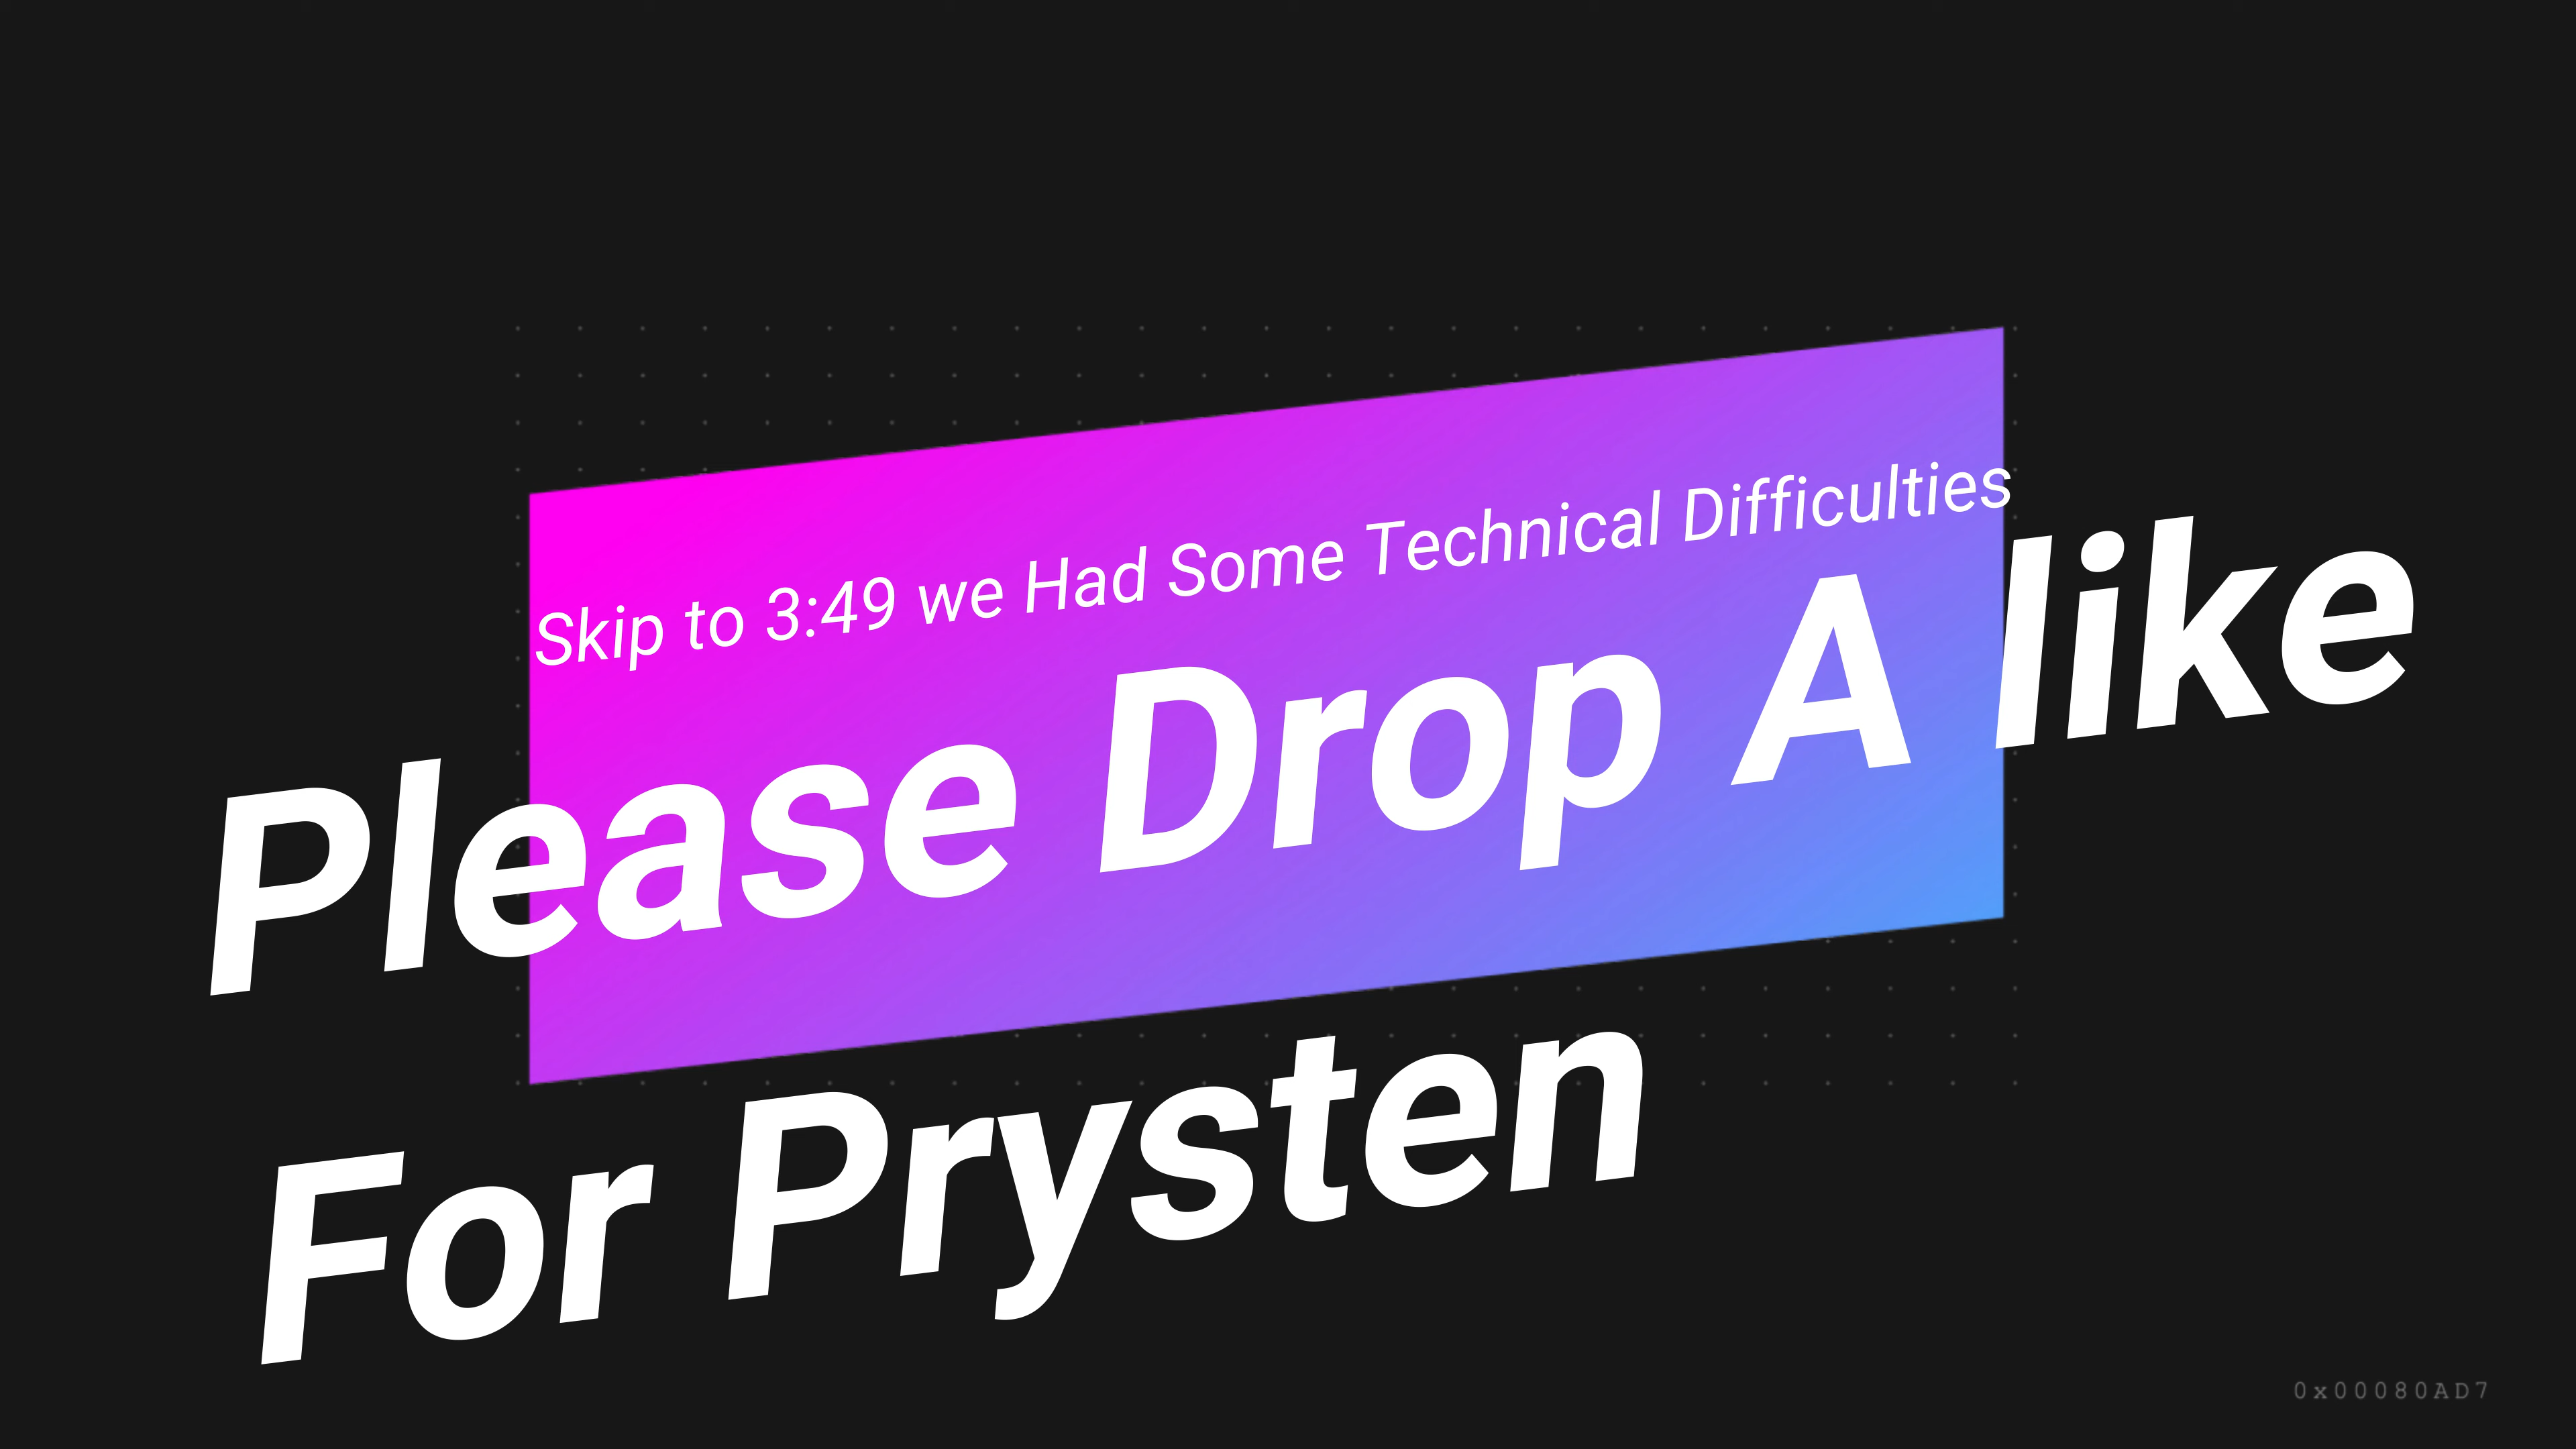 Skip to 3:49 we Had Some Technical Difficulties
Please Drop A like
For Prysten
0x00080AD7